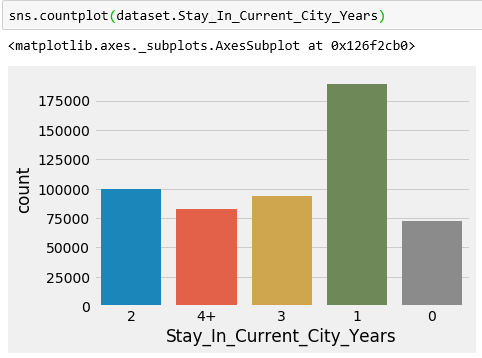 sns.countplot(dataset.Stay_In_Current_City_Years)
<matplotlib.axes._subplots.AxesSubplot at 0x126f2cb0>
175000
150000
125000
100000
75000
50000
25000
0
count
2 4+ 3 1 0
Stay_In_Current_City_Years